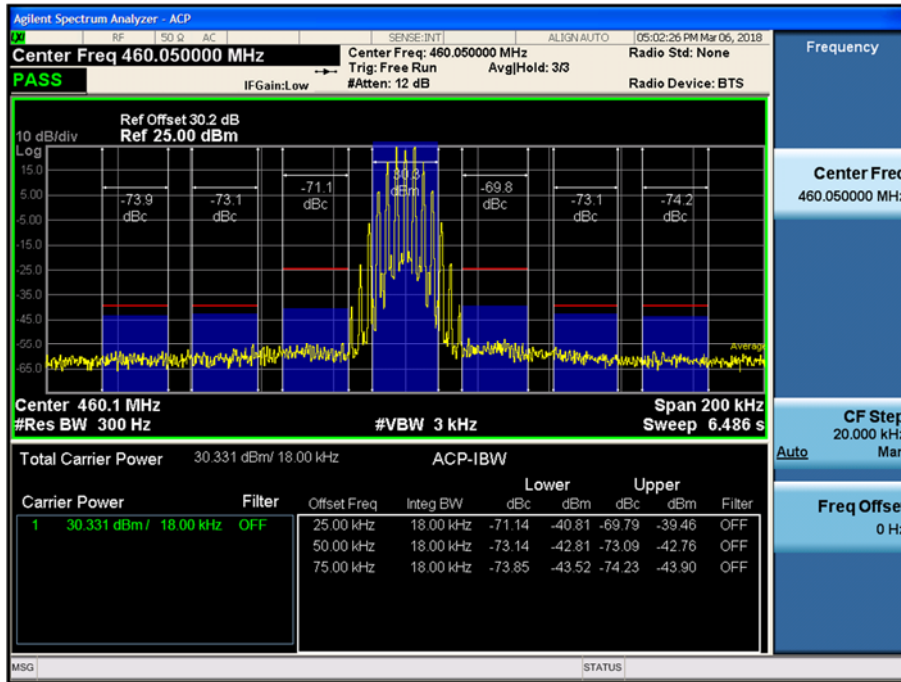 Agilent Spectrum Analyzer - ACP
LXI RF 50 Ω AC SENSE:INT ALIGN AUTO 05:02:26 PM Mar 06, 2018
Center Freq 460.050000 MHz
Center Freq: 460.050000 MHz
Radio Std: None
Trig: Free Run Avg|Hold: 3/3
PASS
IFGain:Low
#Atten: 12 dB
Radio Device: BTS
Ref Offset 30.2 dB
10 dB/div Ref 25.00 dBm
Log
15.0
5.00
-5.00
-15.0
-25.0
-35.0
-45.0
-55.0
-65.0
-73.9 dBc
-73.1 dBc
-71.1 dBc
30.3 dBm
-69.8 dBc
-73.1 dBc
-74.2 dBc
Average
Center 460.1 MHz Span 200 kHz
#Res BW 300 Hz #VBW 3 kHz Sweep 6.486 s
Total Carrier Power 30.331 dBm/ 18.00 kHz ACP-IBW
Lower Upper
Carrier Power Filter
Offset Freq Integ BW dBc dBm dBc dBm Filter
1 30.331 dBm / 18.00 kHz OFF
25.00 kHz 18.00 kHz -71.14 -40.81 -69.79 -39.46 OFF
50.00 kHz 18.00 kHz -73.14 -42.81 -73.09 -42.76 OFF
75.00 kHz 18.00 kHz -73.85 -43.52 -74.23 -43.90 OFF
MSG STATUS
Frequency
Center Freq
460.050000 MHz
CF Step
20.000 kHz
Auto Man
Freq Offse
0 Hz